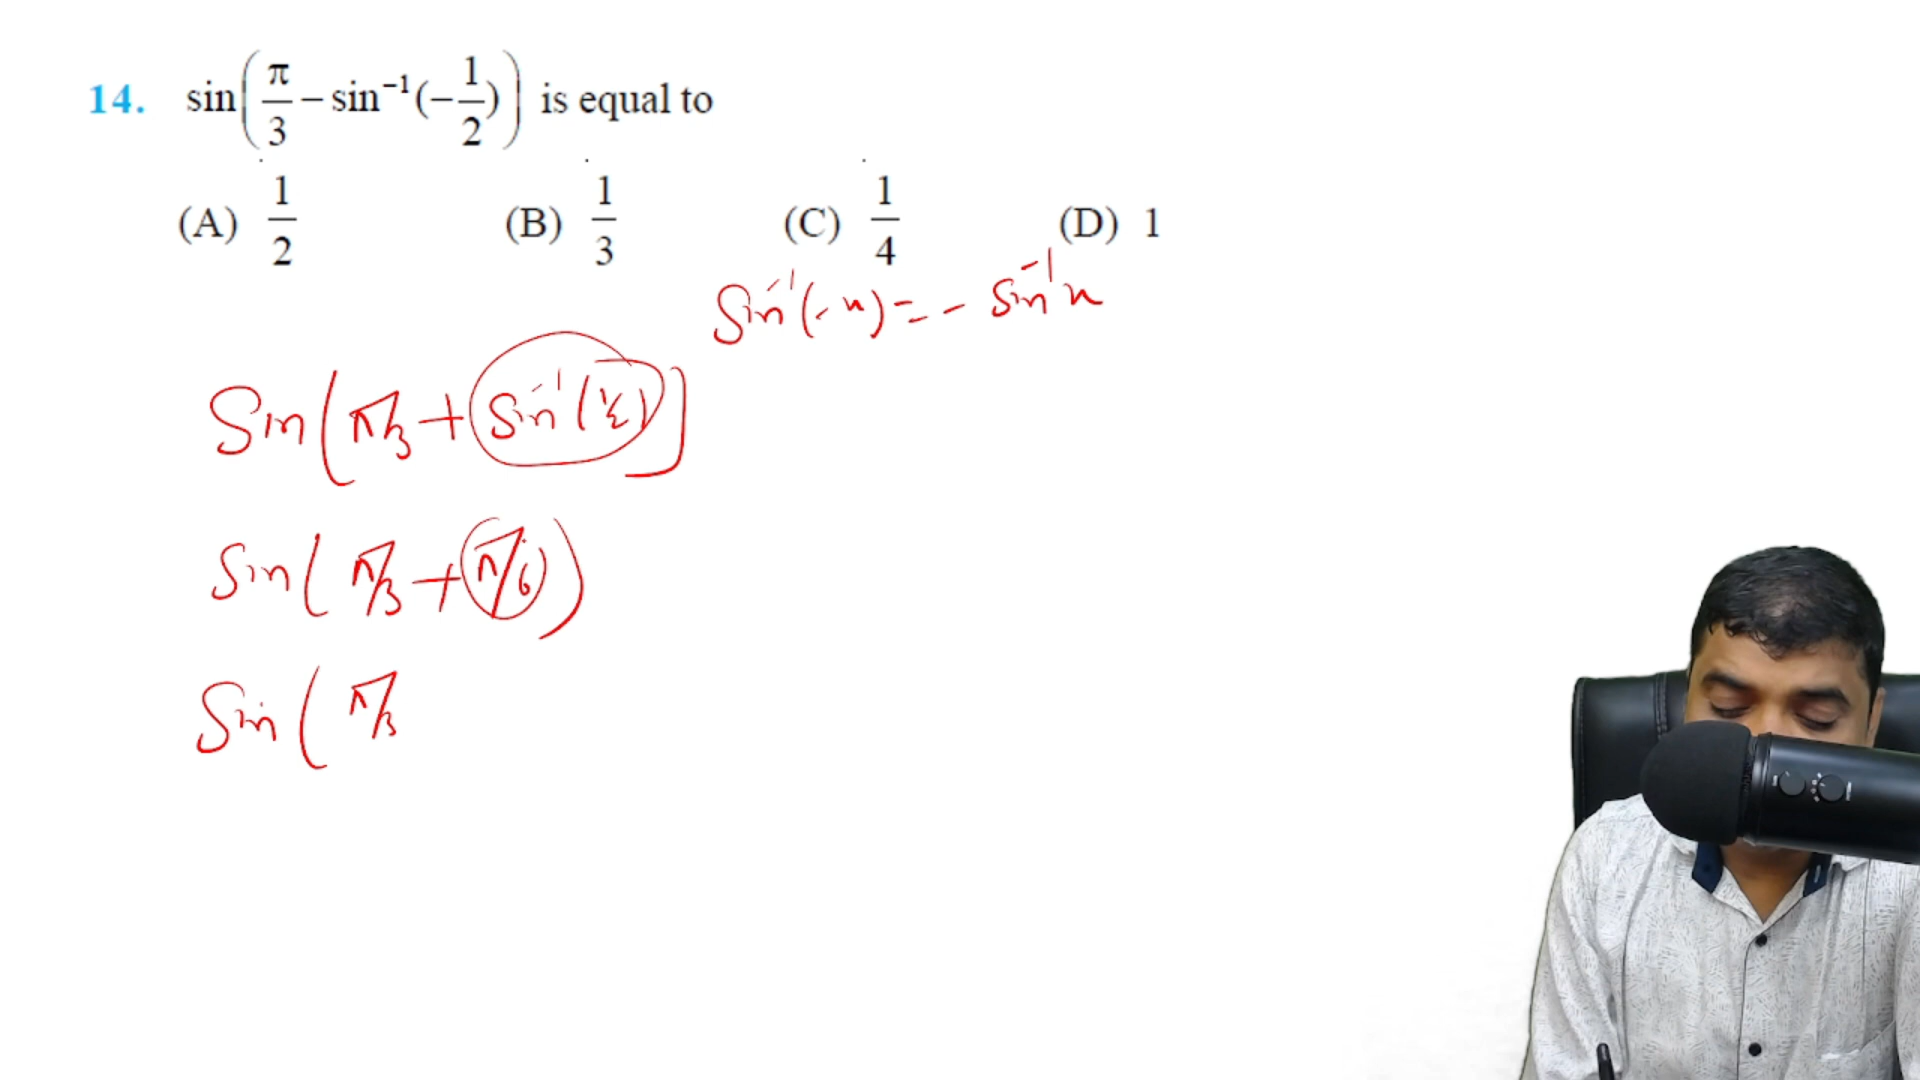 14. sin(π/3 − sin⁻¹(−1/2)) is equal to
(A) 1/2 (B) 1/3 (C) 1/4 (D) 1
Sin⁻¹(-x) = - Sin⁻¹x
Sin(π/3 + Sin⁻¹(1/2)]
Sin(π/3 + π/6)
Sin(π/3